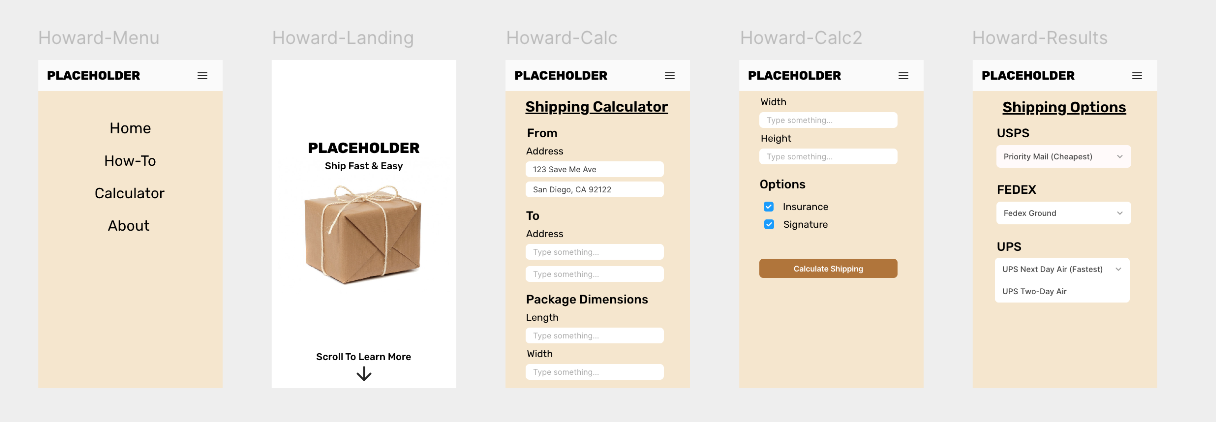 Howard-Menu
PLACEHOLDER
Home
How-To
Calculator
About
Howard-Landing
PLACEHOLDER
Ship Fast & Easy
Scroll To Learn More
Howard-Calc
PLACEHOLDER
Shipping Calculator
From
Address
123 Save Me Ave
San Diego, CA 92122
To
Address
Type something...
Type something...
Package Dimensions
Length
Type something...
Width
Type something...
Howard-Calc2
PLACEHOLDER
Width
Type something...
Height
Type something...
Options
Insurance
Signature
Calculate Shipping
Howard-Results
PLACEHOLDER
Shipping Options
USPS
Priority Mail (Cheapest)
FEDEX
Fedex Ground
UPS
UPS Next Day Air (Fastest)
UPS Two-Day Air